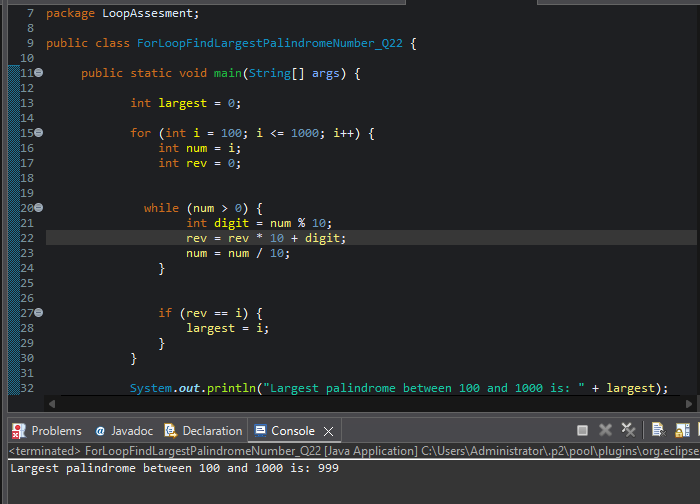 7 package LoopAssesment;
8
9 public class ForLoopFindLargestPalindromeNumber_Q22 {
10
11 public static void main(String[] args) {
12
13 int largest = 0;
14
15 for (int i = 100; i <= 1000; i++) {
16 int num = i;
17 int rev = 0;
18
19
20 while (num > 0) {
21 int digit = num % 10;
22 rev = rev * 10 + digit;
23 num = num / 10;
24 }
25
26
27 if (rev == i) {
28 largest = i;
29 }
30 }
31
32 System.out.println("Largest palindrome between 100 and 1000 is: " + largest);
Problems @ Javadoc Declaration Console
<terminated> ForLoopFindLargestPalindromeNumber_Q22 [Java Application] C:\Users\Administrator\.p2\pool\plugins\org.eclipse
Largest palindrome between 100 and 1000 is: 999